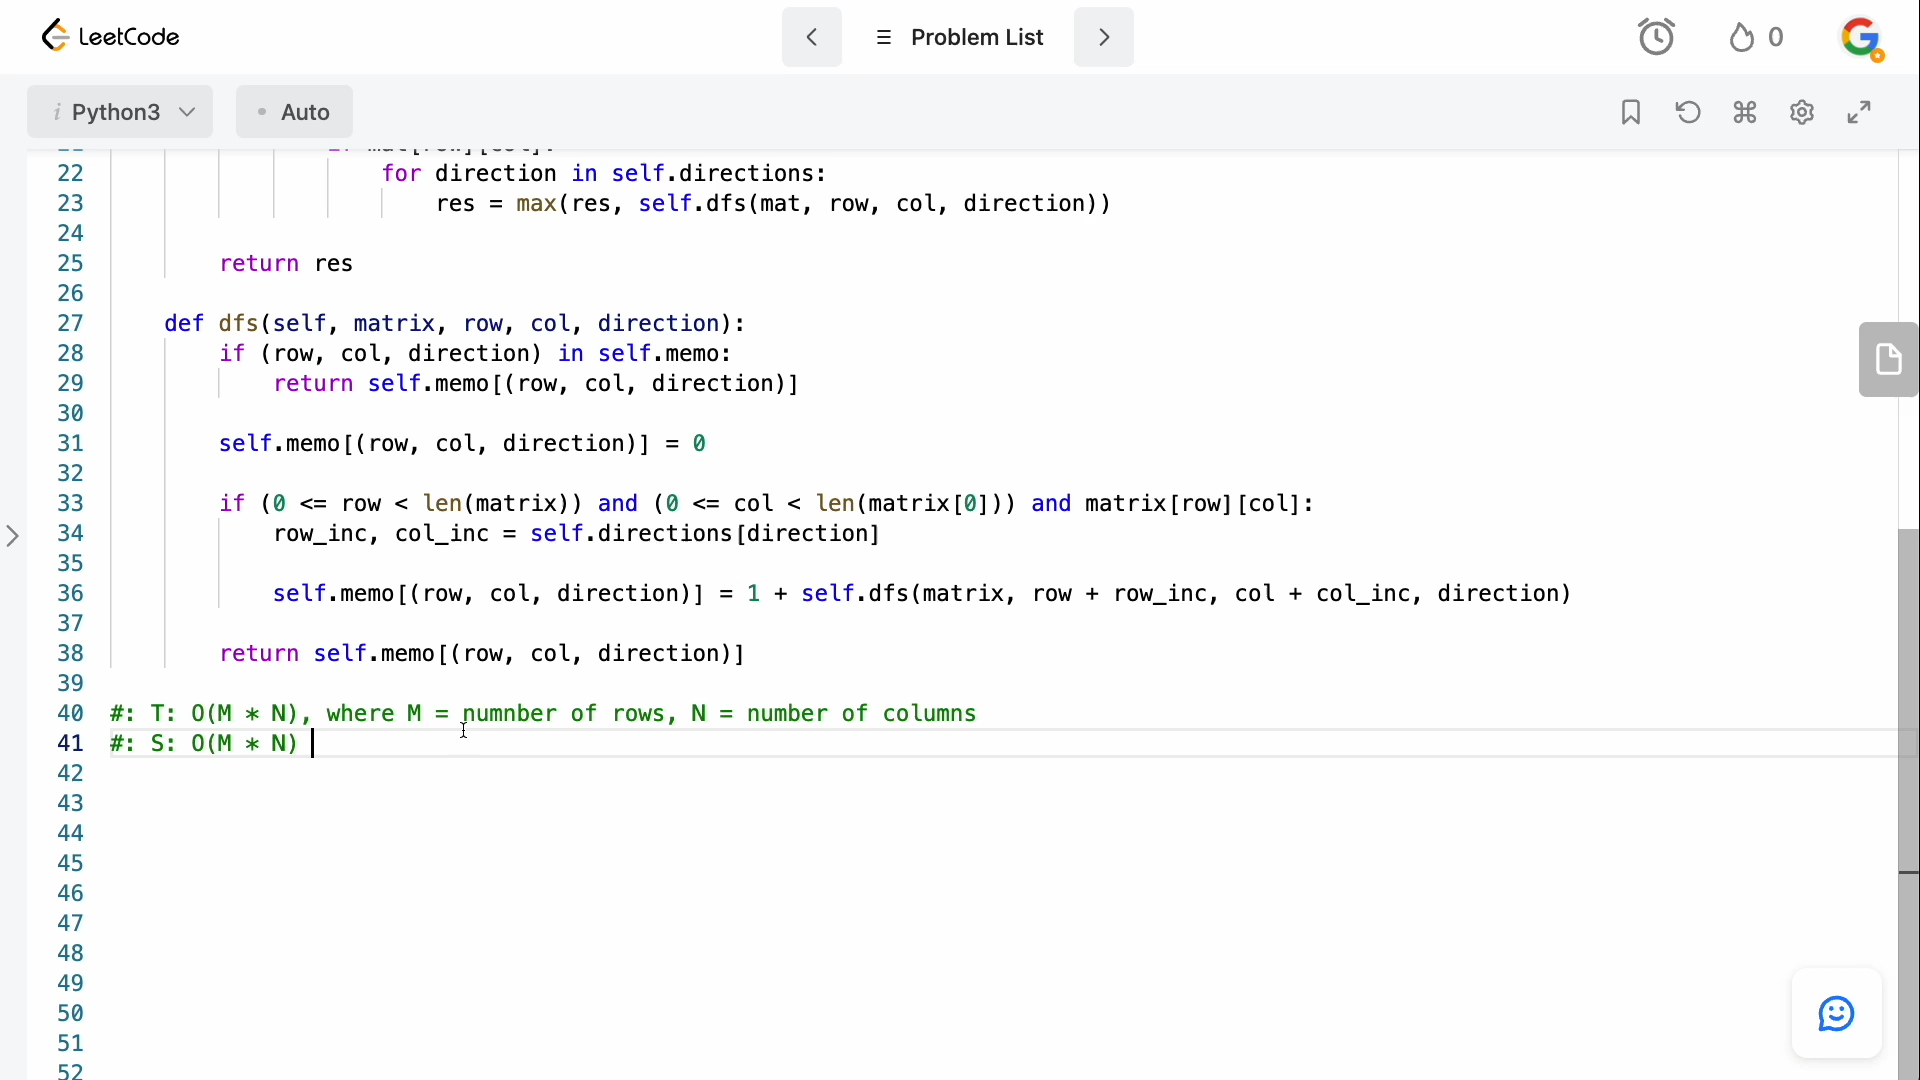 LeetCode
Problem List
0
Python3
Auto
22 for direction in self.directions:
23 res = max(res, self.dfs(mat, row, col, direction))
24
25 return res
26
27 def dfs(self, matrix, row, col, direction):
28 if (row, col, direction) in self.memo:
29 return self.memo[(row, col, direction)]
30
31 self.memo[(row, col, direction)] = 0
32
33 if (0 <= row < len(matrix)) and (0 <= col < len(matrix[0])) and matrix[row][col]:
34 row_inc, col_inc = self.directions[direction]
35
36 self.memo[(row, col, direction)] = 1 + self.dfs(matrix, row + row_inc, col + col_inc, direction)
37
38 return self.memo[(row, col, direction)]
39
40 #: T: O(M * N), where M = numnber of rows, N = number of columns
41 #: S: O(M * N)
42
43
44
45
46
47
48
49
50
51
52